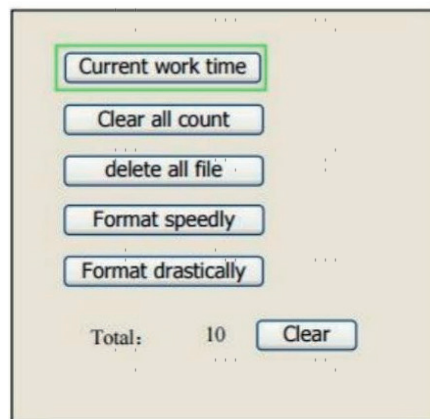 Current work time
Clear all count
delete all file
Format speedly
Format drastically
Total: 10 Clear